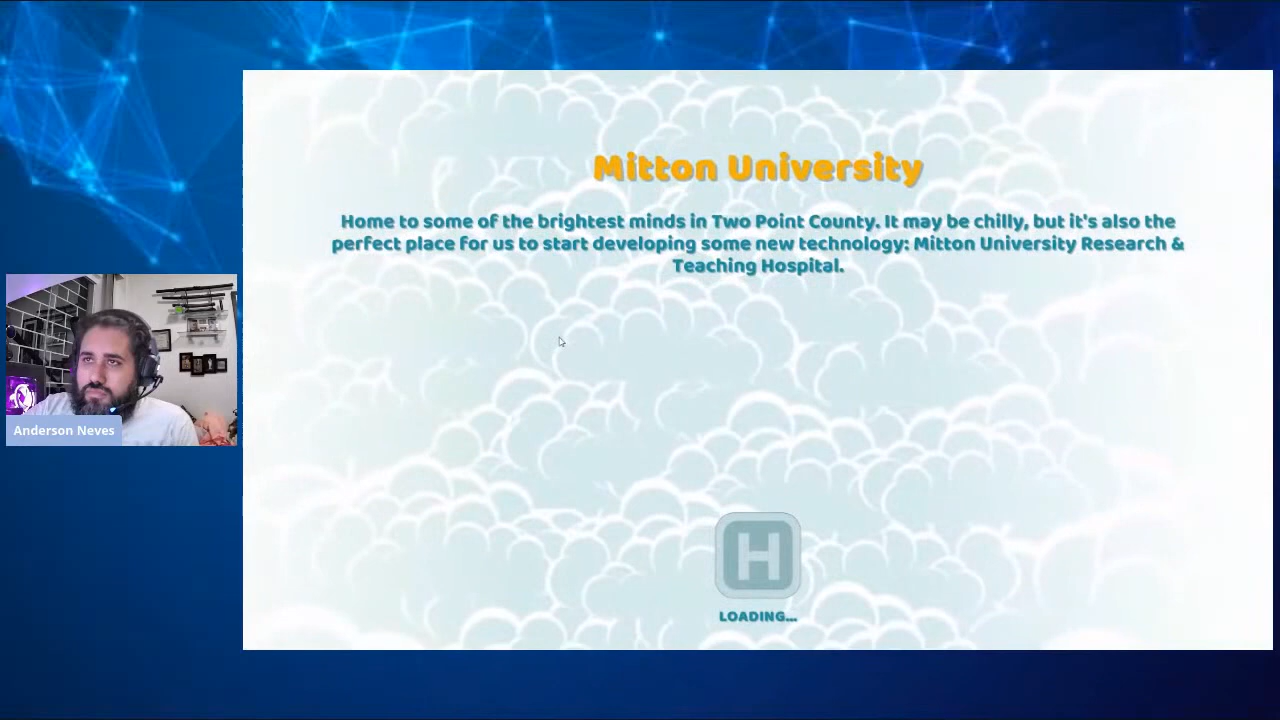 Mitton University
Home to some of the brightest minds in Two Point County. It may be chilly, but it's also the
perfect place for us to start developing some new technology: Mitton University Research &
Teaching Hospital.
Anderson Neves
H
LOADING...